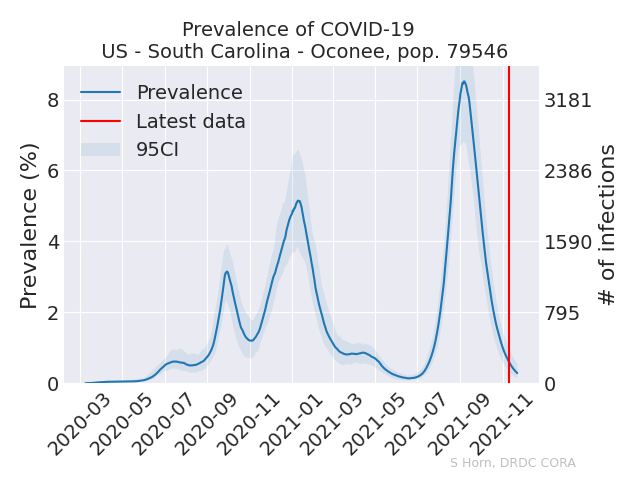 Prevalence of COVID-19
US - South Carolina - Oconee, pop. 79546
Prevalence
Latest data
95CI
Prevalence (%)
8
6
4
2
0
3181
2386
1590
795
0
# of infections
2020-03
2020-05
2020-07
2020-09
2020-11
2021-01
2021-03
2021-05
2021-07
2021-09
2021-11
S Horn, DRDC CORA